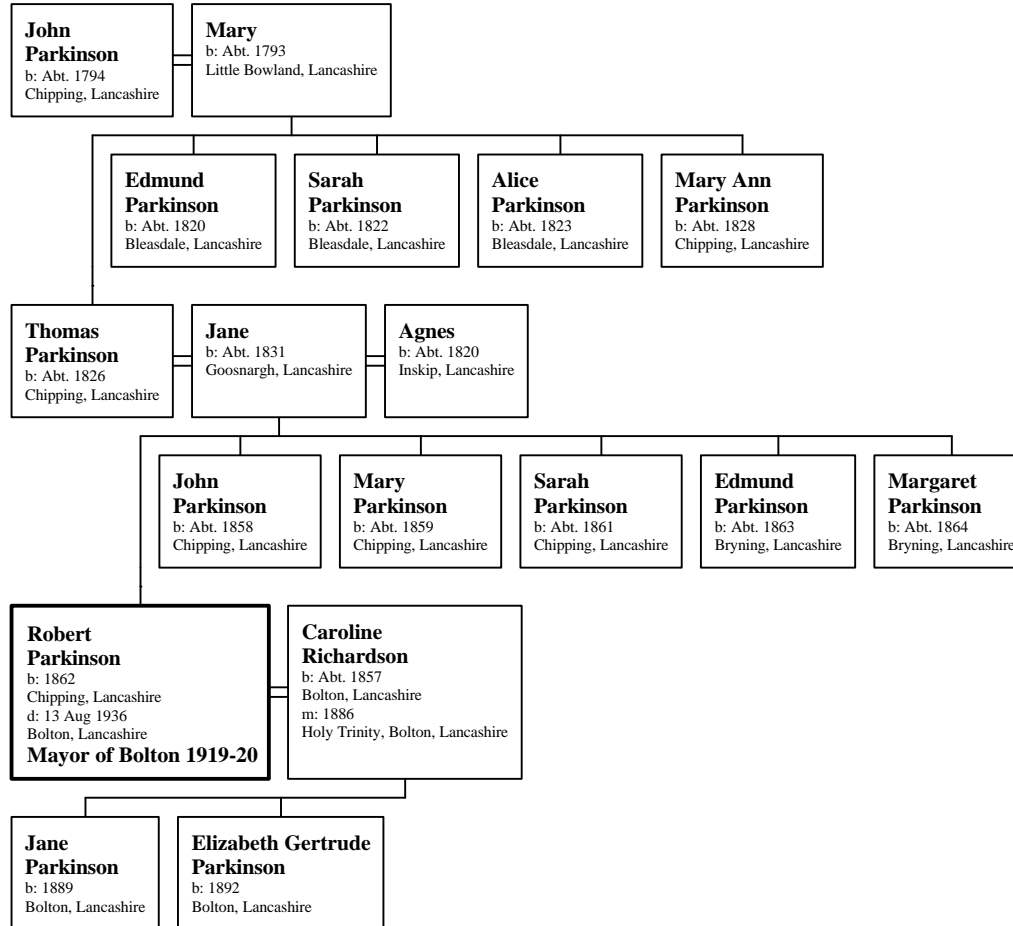 John
Parkinson
b: Abt. 1794
Chipping, Lancashire
Mary
b: Abt. 1793
Little Bowland, Lancashire
Edmund
Parkinson
b: Abt. 1820
Bleasdale, Lancashire
Sarah
Parkinson
b: Abt. 1822
Bleasdale, Lancashire
Alice
Parkinson
b: Abt. 1823
Bleasdale, Lancashire
Mary Ann
Parkinson
b: Abt. 1828
Chipping, Lancashire
Thomas
Parkinson
b: Abt. 1826
Chipping, Lancashire
Jane
b: Abt. 1831
Goosnargh, Lancashire
Agnes
b: Abt. 1820
Inskip, Lancashire
John
Parkinson
b: Abt. 1858
Chipping, Lancashire
Mary
Parkinson
b: Abt. 1859
Chipping, Lancashire
Sarah
Parkinson
b: Abt. 1861
Chipping, Lancashire
Edmund
Parkinson
b: Abt. 1863
Bryning, Lancashire
Margaret
Parkinson
b: Abt. 1864
Bryning, Lancashire
Robert
Parkinson
b: 1862
Chipping, Lancashire
d: 13 Aug 1936
Bolton, Lancashire
Mayor of Bolton 1919-20
Caroline
Richardson
b: Abt. 1857
Bolton, Lancashire
m: 1886
Holy Trinity, Bolton, Lancashire
Jane
Parkinson
b: 1889
Bolton, Lancashire
Elizabeth Gertrude
Parkinson
b: 1892
Bolton, Lancashire